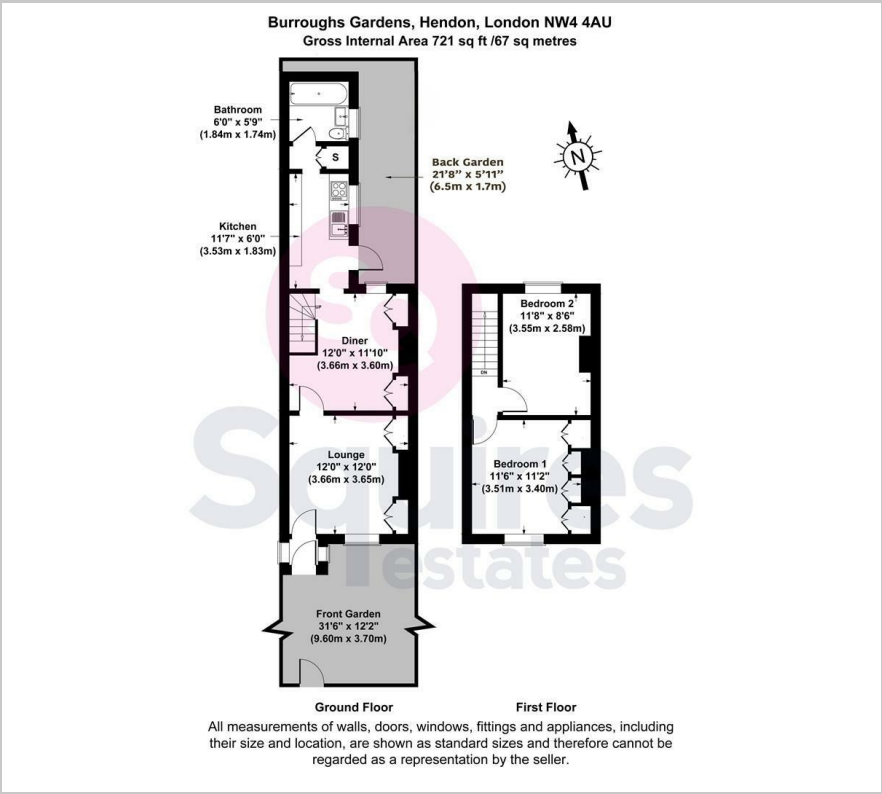 Burroughs Gardens, Hendon, London NW4 4AU
Gross Internal Area 721 sq ft /67 sq metres
Bathroom
6'0" x 5'9"
(1.84m x 1.74m)
S
Back Garden
21'8" x 5'11"
(6.5m x 1.7m)
N
Kitchen
11'7" x 6'0"
(3.53m x 1.83m)
SQ
UP
Diner
12'0" x 11'10"
(3.66m x 3.60m)
Bedroom 2
11'8" x 8'6"
(3.55m x 2.58m)
DN
Lounge
12'0" x 12'0"
(3.66m x 3.65m)
Bedroom 1
11'6" x 11'2"
(3.51m x 3.40m)
Squires
estates
Front Garden
31'6" x 12'2"
(9.60m x 3.70m)
Ground Floor
First Floor
All measurements of walls, doors, windows, fittings and appliances, including
their size and location, are shown as standard sizes and therefore cannot be
regarded as a representation by the seller.